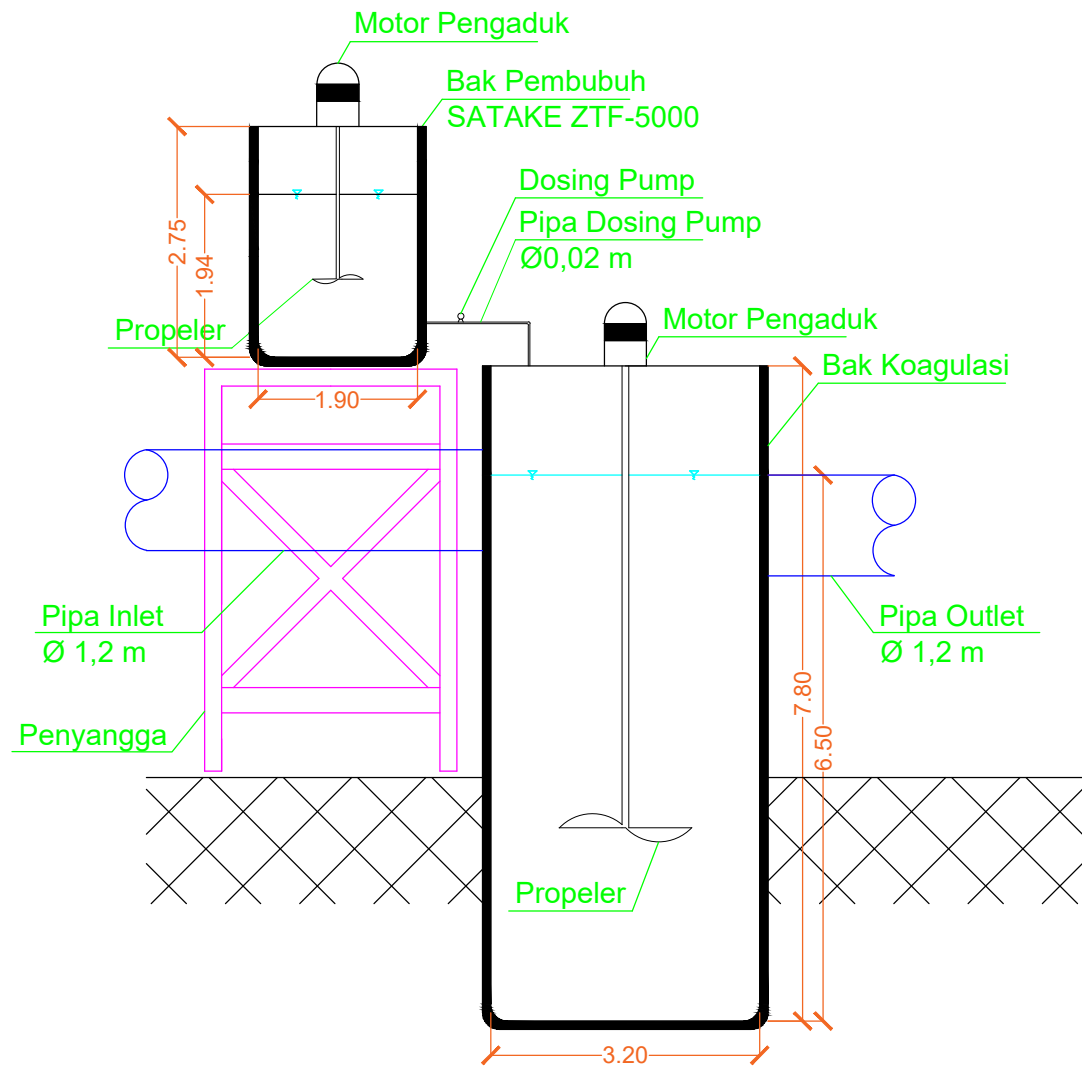 Motor Pengaduk
Bak Pembubuh
SATAKE ZTF-5000
Dosing Pump
Pipa Dosing Pump
Ø0,02 m
2.75
1.94
Propeler
Motor Pengaduk
Bak Koagulasi
1.90
Pipa Inlet
Ø 1,2 m
Pipa Outlet
Ø 1,2 m
7.80
6.50
Penyangga
Propeler
3.20